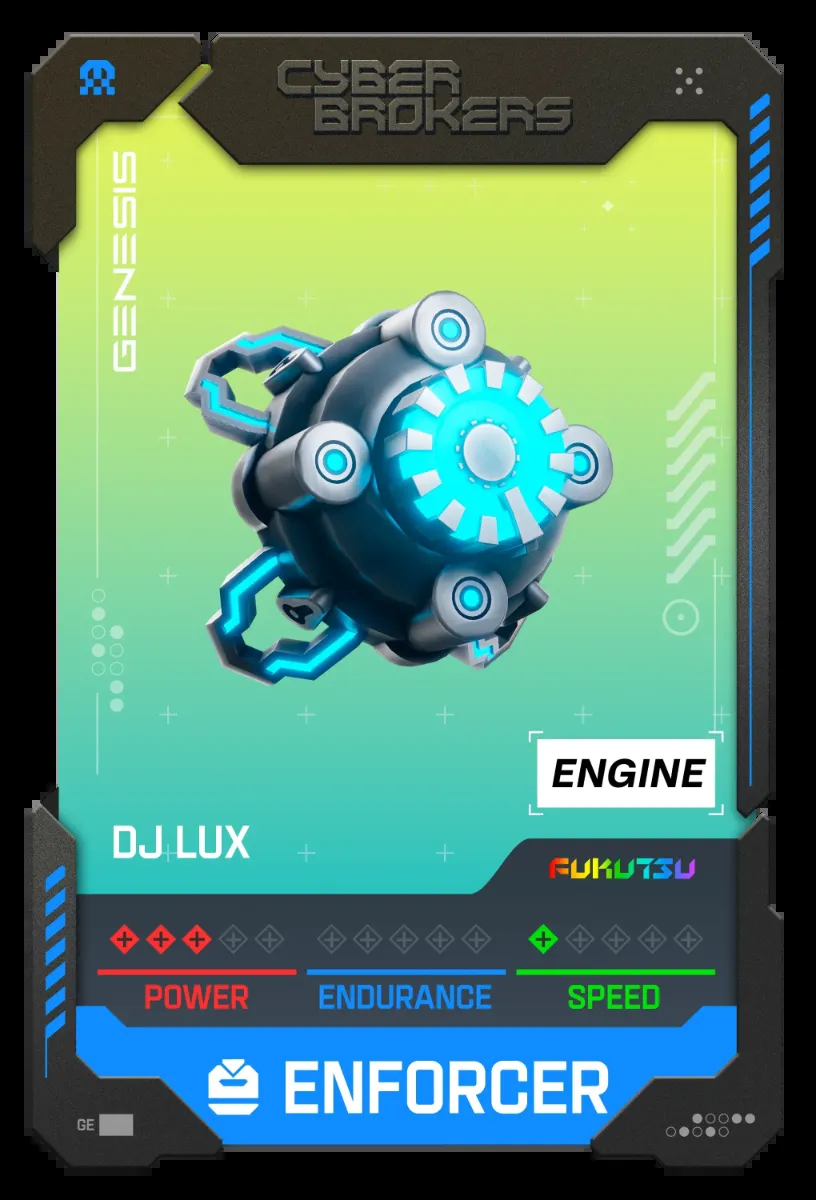 CYBER
BROKERS
GENESIS
ENGINE
DJ LUX
FUKUTSU
POWER
ENDURANCE
SPEED
ENFORCER
GE